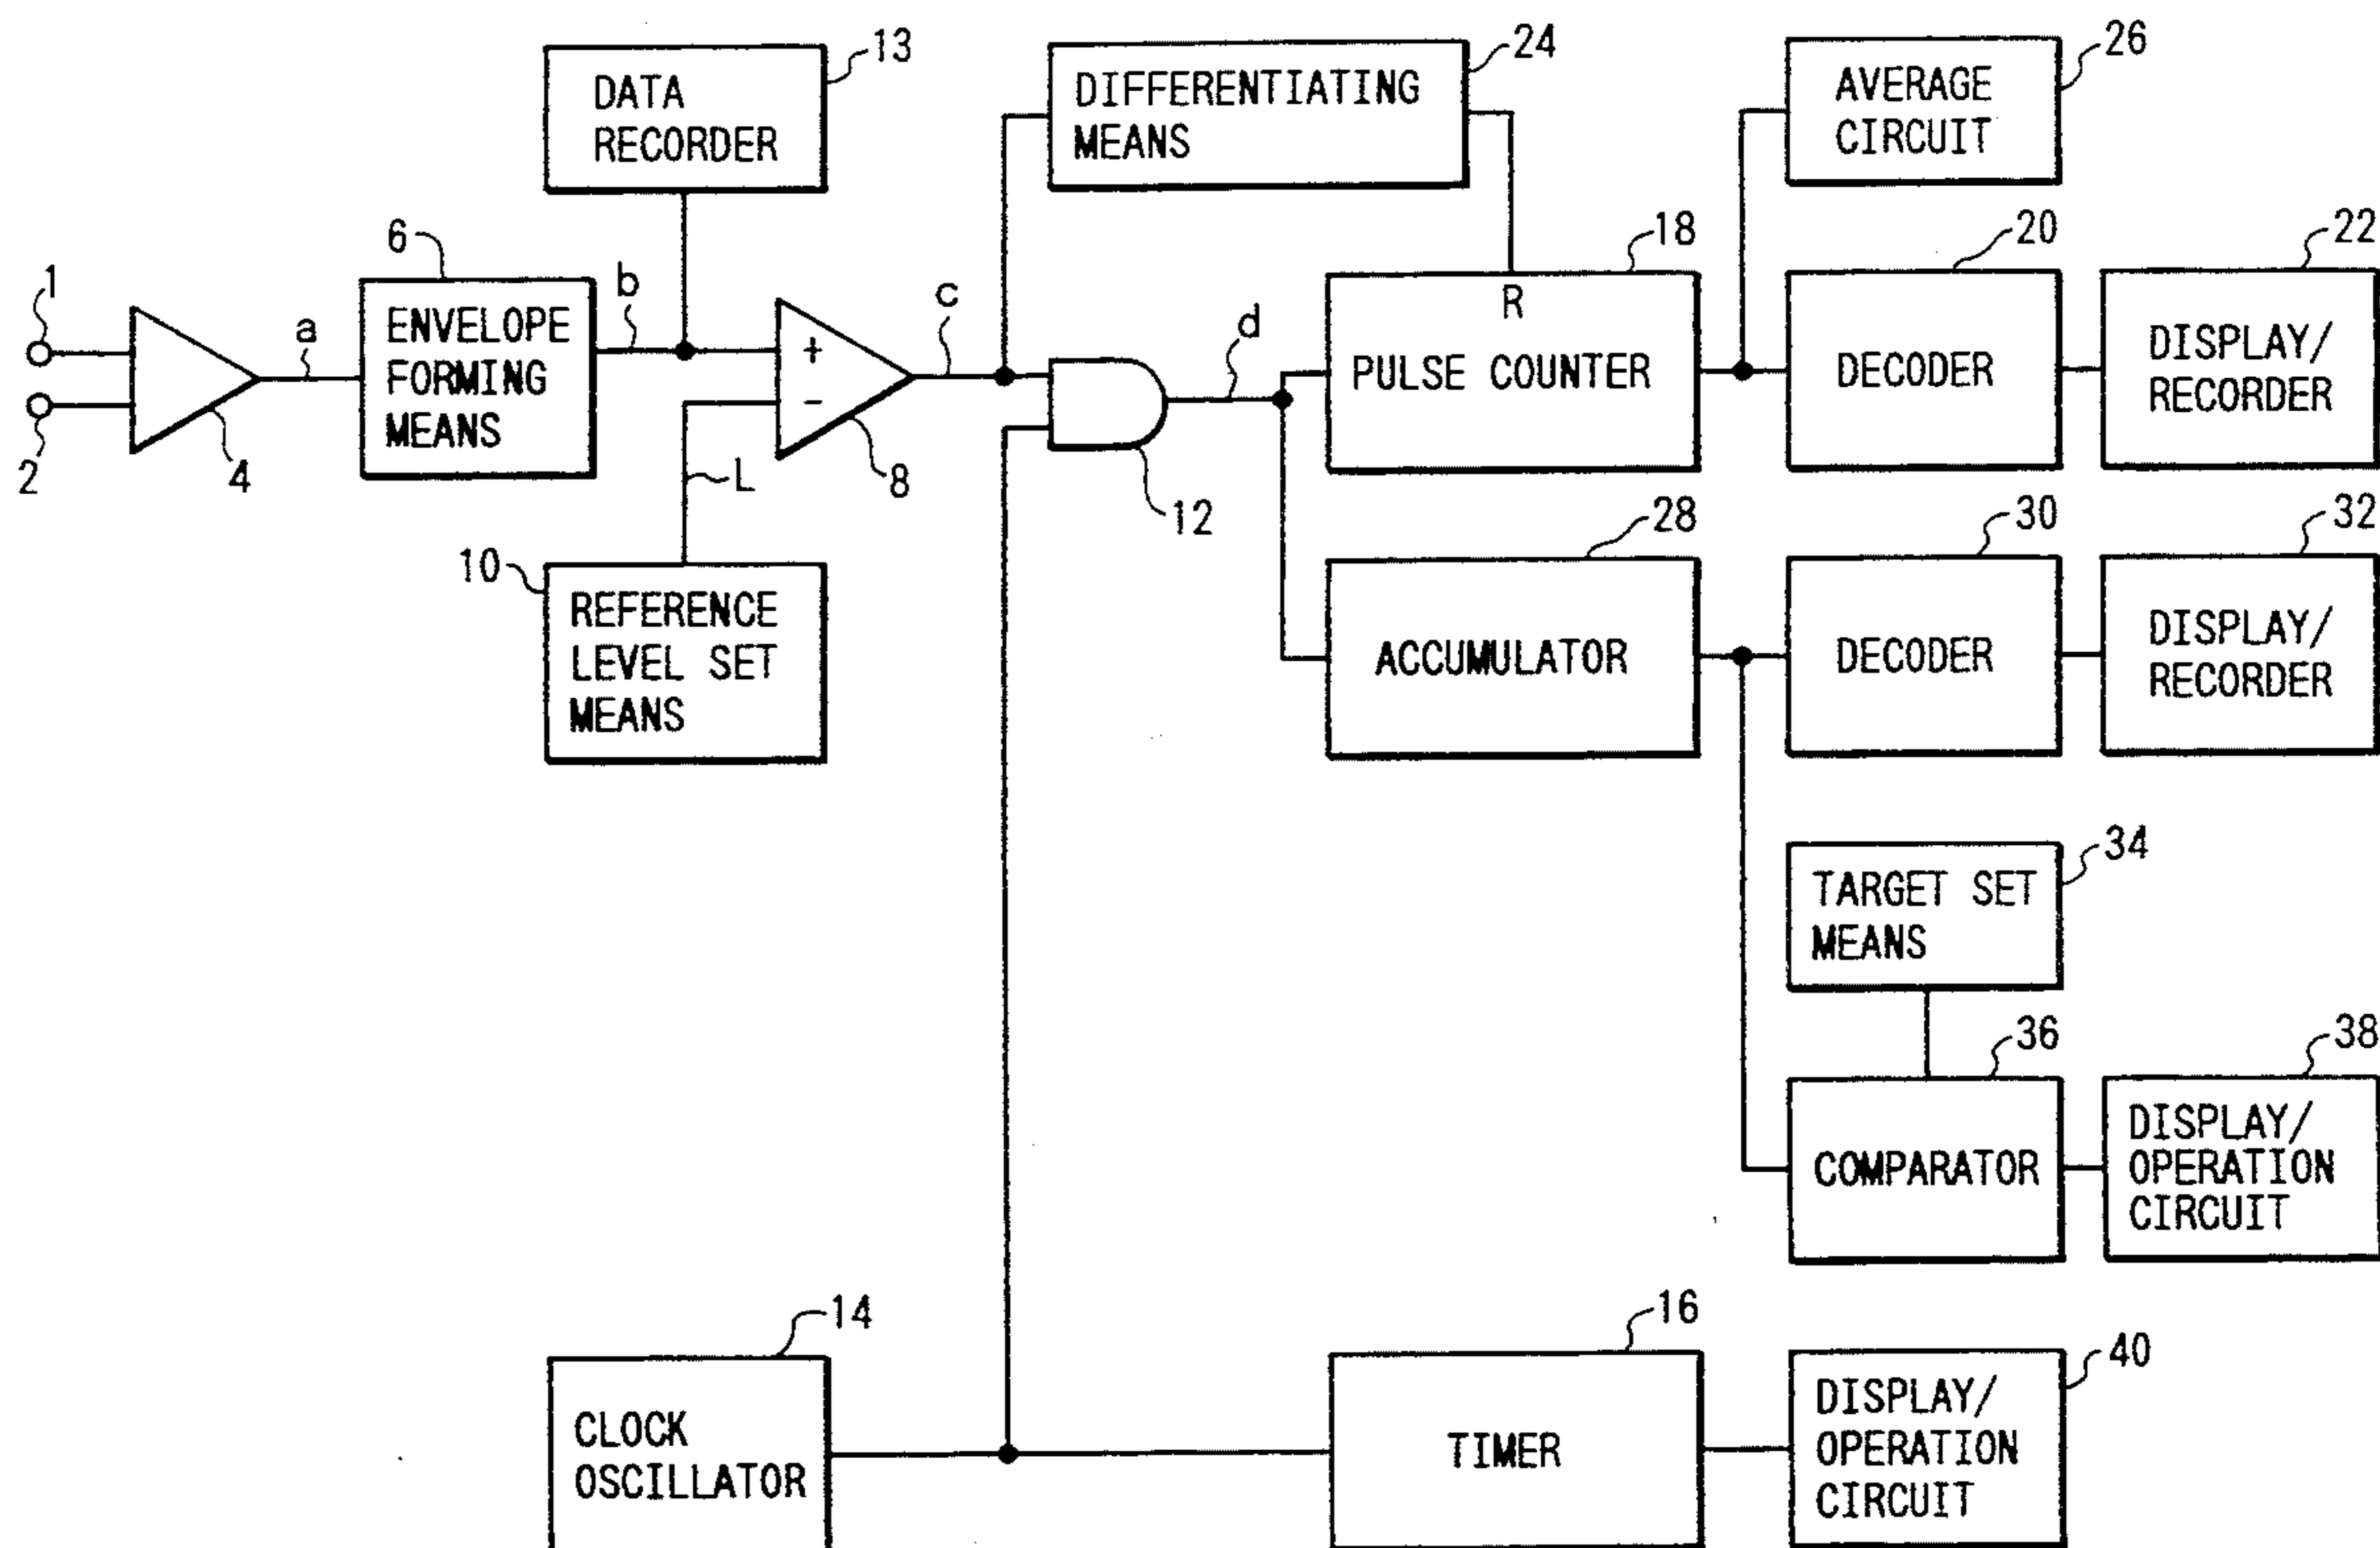 13
DATA
RECORDER
24
DIFFERENTIATING
MEANS
26
AVERAGE
CIRCUIT
1
2
4
a
6
ENVELOPE
FORMING
MEANS
b
+
-
8
L
10
REFERENCE
LEVEL SET
MEANS
c
12
d
18
R
PULSE COUNTER
20
DECODER
22
DISPLAY/
RECORDER
28
ACCUMULATOR
30
DECODER
32
DISPLAY/
RECORDER
34
TARGET SET
MEANS
36
COMPARATOR
38
DISPLAY/
OPERATION
CIRCUIT
14
CLOCK
OSCILLATOR
16
TIMER
40
DISPLAY/
OPERATION
CIRCUIT